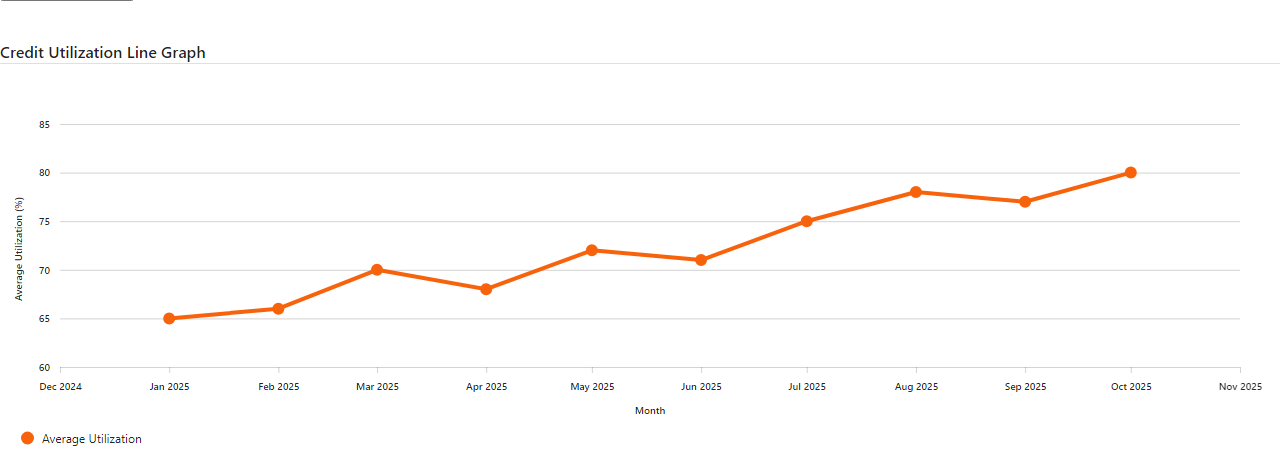 Credit Utilization Line Graph
85
80
75
70
65
60
Average Utilization (%)
Dec 2024 Jan 2025 Feb 2025 Mar 2025 Apr 2025 May 2025 Jun 2025 Jul 2025 Aug 2025 Sep 2025 Oct 2025 Nov 2025
Month
Average Utilization